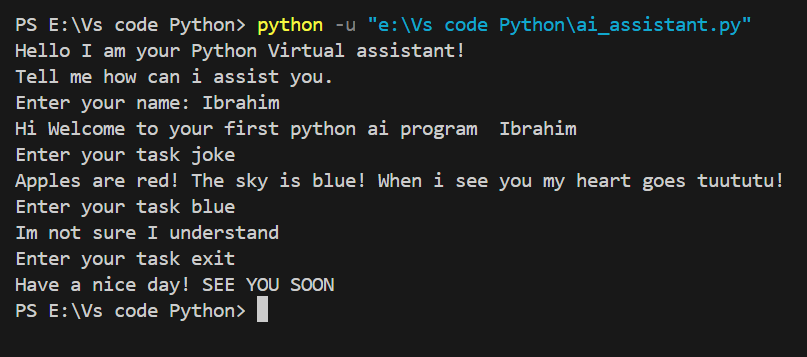 PS E:\Vs code Python> python -u "e:\Vs code Python\ai_assistant.py"
Hello I am your Python Virtual assistant!
Tell me how can i assist you.
Enter your name: Ibrahim
Hi Welcome to your first python ai program  Ibrahim
Enter your task joke
Apples are red! The sky is blue! When i see you my heart goes tuututu!
Enter your task blue
Im not sure I understand
Enter your task exit
Have a nice day! SEE YOU SOON
PS E:\Vs code Python>